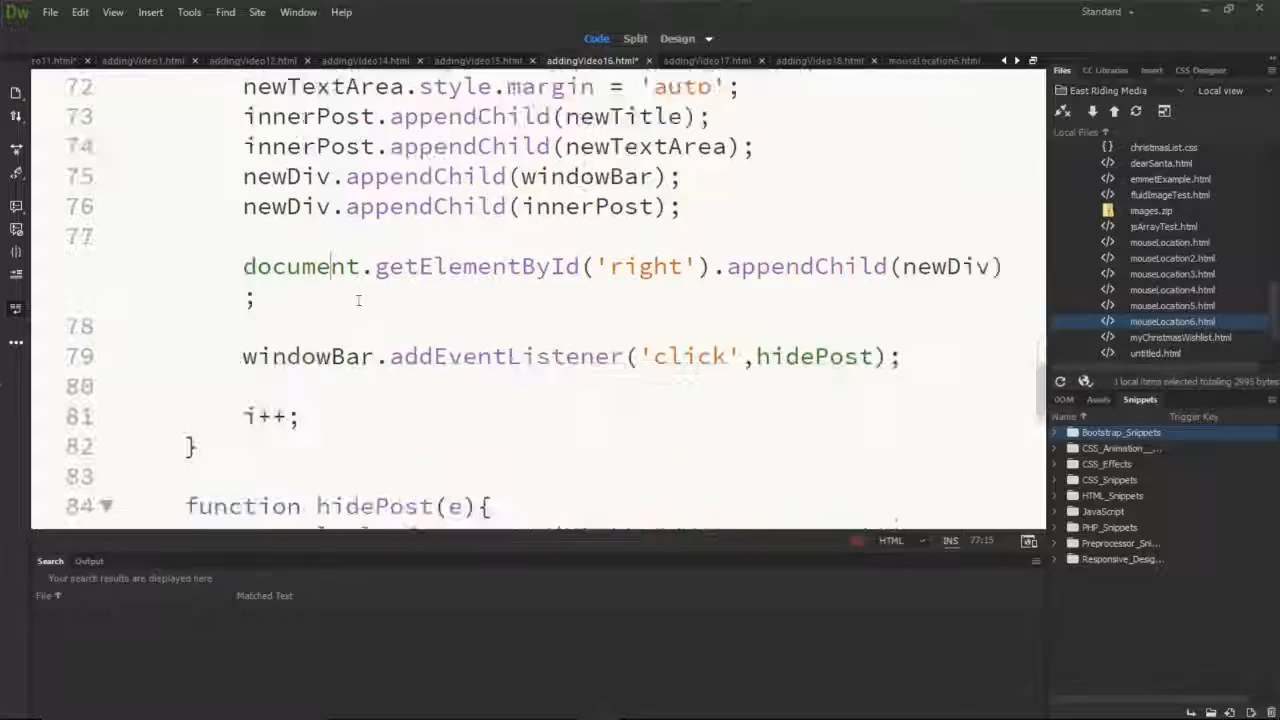 Dw File Edit View Insert Tools Find Site Window Help Standard
Code Split Design
ro11.html* addingVideo1.html addingVideo12.html addingVideo14.html addingVideo15.html addingVideo16.html* addingVideo17.html addingVideo18.html mouseLocation6.html
72 newTextArea.style.margin = 'auto';
73 innerPost.appendChild(newTitle);
74 innerPost.appendChild(newTextArea);
75 newDiv.appendChild(windowBar);
76 newDiv.appendChild(innerPost);
77
document.getElementById('right').appendChild(newDiv)
;
78
79 windowBar.addEventListener('click',hidePost);
80
81 i++;
82 }
83
84 function hidePost(e){
HTML INS 77:15
Search Output
Your search results are displayed here
File Matched Text
Files CC Libraries Insert CSS Designer
East Riding Media Local view
Local Files
christmasList.css
dearSanta.html
emmetExample.html
fluidImageTest.html
images.zip
jsArrayTest.html
mouseLocation.html
mouseLocation2.html
mouseLocation3.html
mouseLocation4.html
mouseLocation5.html
mouseLocation6.html
myChristmasWishlist.html
untitled.html
1 local items selected totalling 2995 bytes
DOM Assets Snippets
Name Trigger Key
Bootstrap_Snippets
CSS_Animation__...
CSS_Effects
CSS_Snippets
HTML_Snippets
JavaScript
PHP_Snippets
Preprocessor_Sni...
Responsive_Desig...